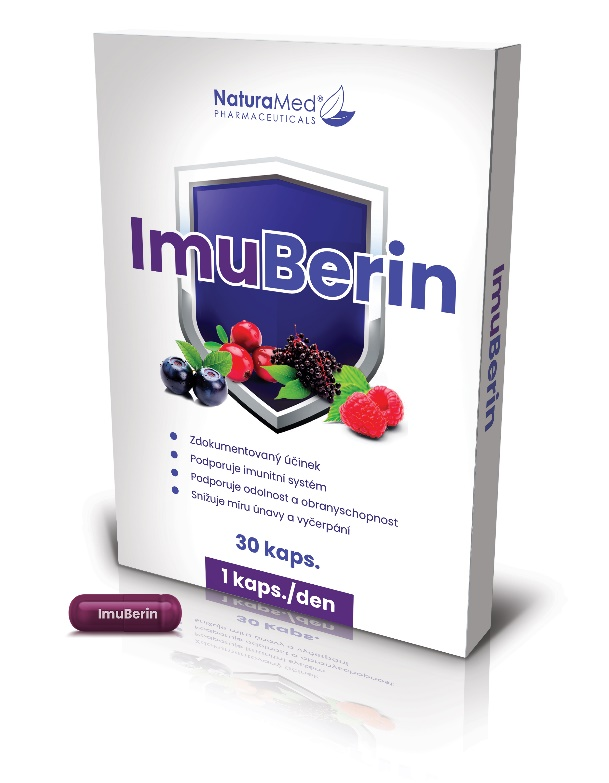 NaturaMed®
PHARMACEUTICALS
ImuBerin
ImuBerin
Zdokumentovaný účinek
Podporuje imunitní systém
Podporuje odolnost a obranyschopnost
Snižuje míru únavy a vyčerpání
30 kaps.
1 kaps./den
ImuBerin